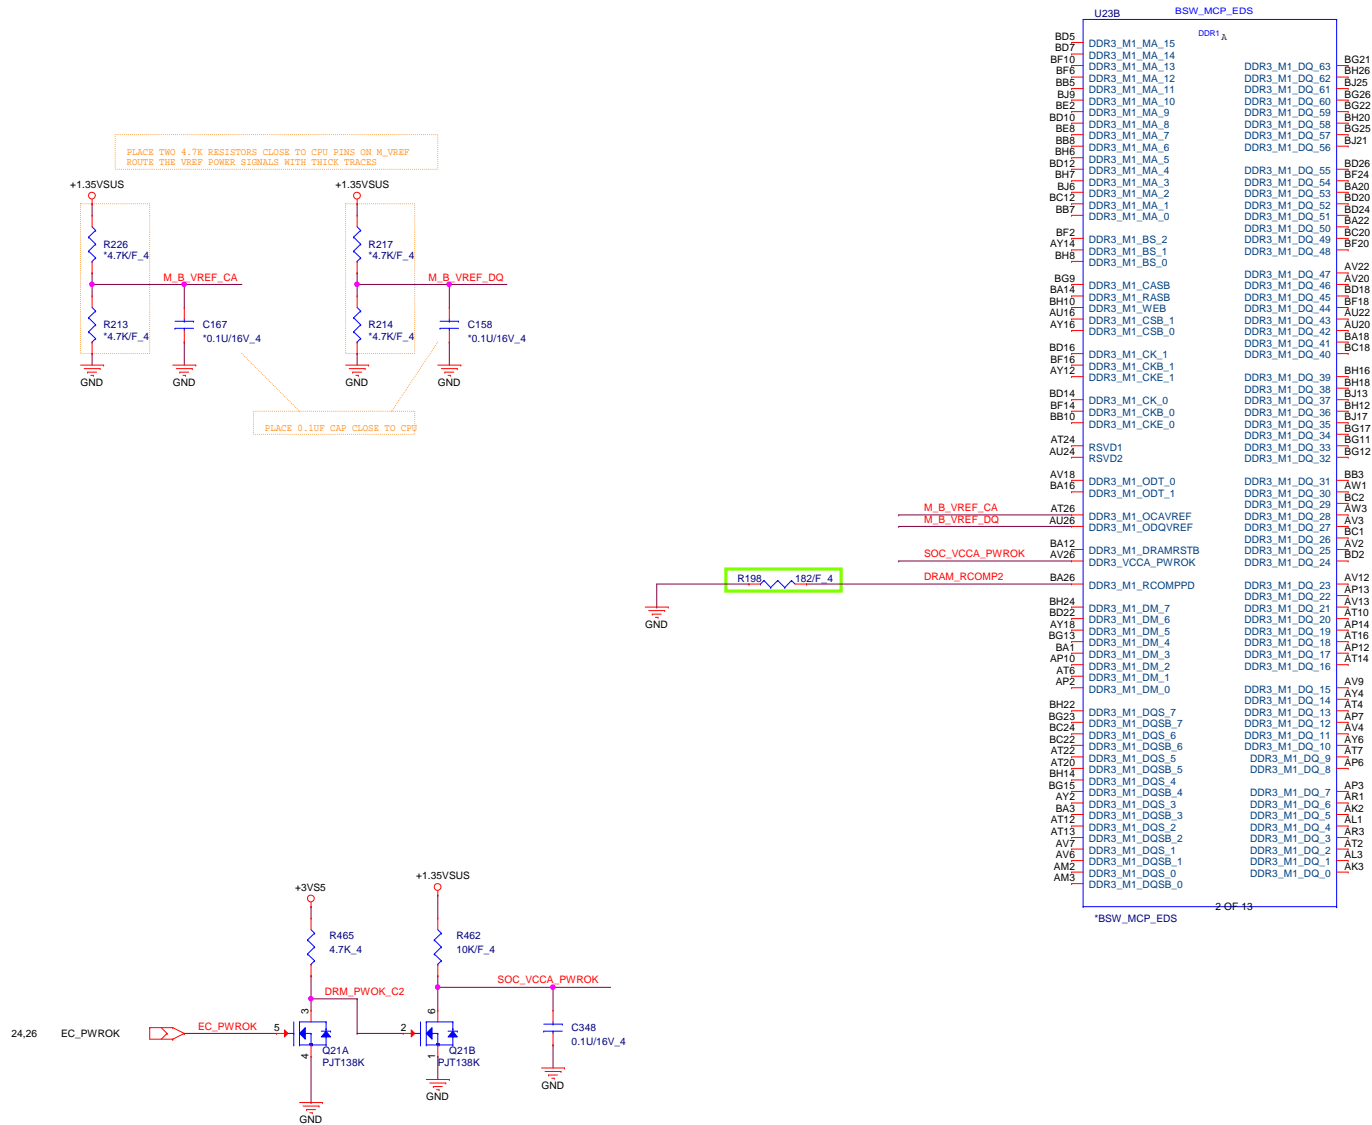 U23B
BSW_MCP_EDS
DDR1
A
BD5 DDR3_M1_MA_15
BD7 DDR3_M1_MA_14
BF10 DDR3_M1_MA_13
BF6 DDR3_M1_MA_12
BB5 DDR3_M1_MA_11
BJ9 DDR3_M1_MA_10
BE2 DDR3_M1_MA_9
BD10 DDR3_M1_MA_8
BE8 DDR3_M1_MA_7
BB8 DDR3_M1_MA_6
BH6 DDR3_M1_MA_5
BD12 DDR3_M1_MA_4
BH7 DDR3_M1_MA_3
BJ6 DDR3_M1_MA_2
BC12 DDR3_M1_MA_1
BB7 DDR3_M1_MA_0
BF2 DDR3_M1_BS_2
AY14 DDR3_M1_BS_1
BH8 DDR3_M1_BS_0
BG9 DDR3_M1_CASB
BA14 DDR3_M1_RASB
BH10 DDR3_M1_WEB
AU16 DDR3_M1_CSB_1
AY16 DDR3_M1_CSB_0
BD16 DDR3_M1_CK_1
BF16 DDR3_M1_CKB_1
AY12 DDR3_M1_CKE_1
BD14 DDR3_M1_CK_0
BF14 DDR3_M1_CKB_0
BB10 DDR3_M1_CKE_0
AT24 RSVD1
AU24 RSVD2
AV18 DDR3_M1_ODT_0
BA16 DDR3_M1_ODT_1
M_B_VREF_CA AT26 DDR3_M1_OCAVREF
M_B_VREF_DQ AU26 DDR3_M1_ODQVREF
BA12 DDR3_M1_DRAMRSTB
SOC_VCCA_PWROK AV26 DDR3_VCCA_PWROK
R198 182/F_4 DRAM_RCOMP2 BA26 DDR3_M1_RCOMPPD
GND
BH24 DDR3_M1_DM_7
BD22 DDR3_M1_DM_6
AY18 DDR3_M1_DM_5
BG13 DDR3_M1_DM_4
BA1 DDR3_M1_DM_3
AP10 DDR3_M1_DM_2
AT6 DDR3_M1_DM_1
AP2 DDR3_M1_DM_0
BH22 DDR3_M1_DQS_7
BG23 DDR3_M1_DQSB_7
BC24 DDR3_M1_DQS_6
BC22 DDR3_M1_DQSB_6
AT22 DDR3_M1_DQS_5
AT20 DDR3_M1_DQSB_5
BH14 DDR3_M1_DQS_4
BG15 DDR3_M1_DQSB_4
AY2 DDR3_M1_DQS_3
BA3 DDR3_M1_DQSB_3
AT12 DDR3_M1_DQS_2
AT13 DDR3_M1_DQSB_2
AV7 DDR3_M1_DQS_1
AV6 DDR3_M1_DQSB_1
AM2 DDR3_M1_DQS_0
AM3 DDR3_M1_DQSB_0
DDR3_M1_DQ_63 BG21
DDR3_M1_DQ_62 BH26
DDR3_M1_DQ_61 BJ25
DDR3_M1_DQ_60 BG26
DDR3_M1_DQ_59 BG22
DDR3_M1_DQ_58 BH20
DDR3_M1_DQ_57 BG25
DDR3_M1_DQ_56 BJ21
DDR3_M1_DQ_55 BD26
DDR3_M1_DQ_54 BF24
DDR3_M1_DQ_53 BA20
DDR3_M1_DQ_52 BD20
DDR3_M1_DQ_51 BD24
DDR3_M1_DQ_50 BA22
DDR3_M1_DQ_49 BC20
DDR3_M1_DQ_48 BF20
DDR3_M1_DQ_47 AV22
DDR3_M1_DQ_46 AV20
DDR3_M1_DQ_45 BD18
DDR3_M1_DQ_44 BF18
DDR3_M1_DQ_43 AU22
DDR3_M1_DQ_42 AU20
DDR3_M1_DQ_41 BA18
DDR3_M1_DQ_40 BC18
DDR3_M1_DQ_39 BH16
DDR3_M1_DQ_38 BH18
DDR3_M1_DQ_37 BJ13
DDR3_M1_DQ_36 BH12
DDR3_M1_DQ_35 BJ17
DDR3_M1_DQ_34 BG17
DDR3_M1_DQ_33 BG11
DDR3_M1_DQ_32 BG12
DDR3_M1_DQ_31 BB3
DDR3_M1_DQ_30 AW1
DDR3_M1_DQ_29 BC2
DDR3_M1_DQ_28 AW3
DDR3_M1_DQ_27 AV3
DDR3_M1_DQ_26 BC1
DDR3_M1_DQ_25 AV2
DDR3_M1_DQ_24 BD2
DDR3_M1_DQ_23 AV12
DDR3_M1_DQ_22 AP13
DDR3_M1_DQ_21 AV13
DDR3_M1_DQ_20 AT10
DDR3_M1_DQ_19 AP14
DDR3_M1_DQ_18 AT16
DDR3_M1_DQ_17 AP12
DDR3_M1_DQ_16 AT14
DDR3_M1_DQ_15 AV9
DDR3_M1_DQ_14 AY4
DDR3_M1_DQ_13 AT4
DDR3_M1_DQ_12 AP7
DDR3_M1_DQ_11 AV4
DDR3_M1_DQ_10 AY6
DDR3_M1_DQ_9 AT7
DDR3_M1_DQ_8 AP6
DDR3_M1_DQ_7 AP3
DDR3_M1_DQ_6 AR1
DDR3_M1_DQ_5 AK2
DDR3_M1_DQ_4 AL1
DDR3_M1_DQ_3 AR3
DDR3_M1_DQ_2 AT2
DDR3_M1_DQ_1 AL3
DDR3_M1_DQ_0 AK3
2 OF 13
*BSW_MCP_EDS
PLACE TWO 4.7K RESISTORS CLOSE TO CPU PINS ON M_VREF
ROUTE THE VREF POWER SIGNALS WITH THICK TRACES
+1.35VSUS
R226
*4.7K/F_4
M_B_VREF_CA
R213
*4.7K/F_4
C167
*0.1U/16V_4
GND
GND
+1.35VSUS
R217
*4.7K/F_4
M_B_VREF_DQ
R214
*4.7K/F_4
C158
*0.1U/16V_4
GND
GND
PLACE 0.1UF CAP CLOSE TO CPU
+3VS5
R465
4.7K_4
DRM_PWOK_C2
+1.35VSUS
R462
10K/F_4
SOC_VCCA_PWROK
24,26 EC_PWROK
EC_PWROK
5
3
4
Q21A
PJT138K
GND
2
6
1
Q21B
PJT138K
GND
C348
0.1U/16V_4
GND